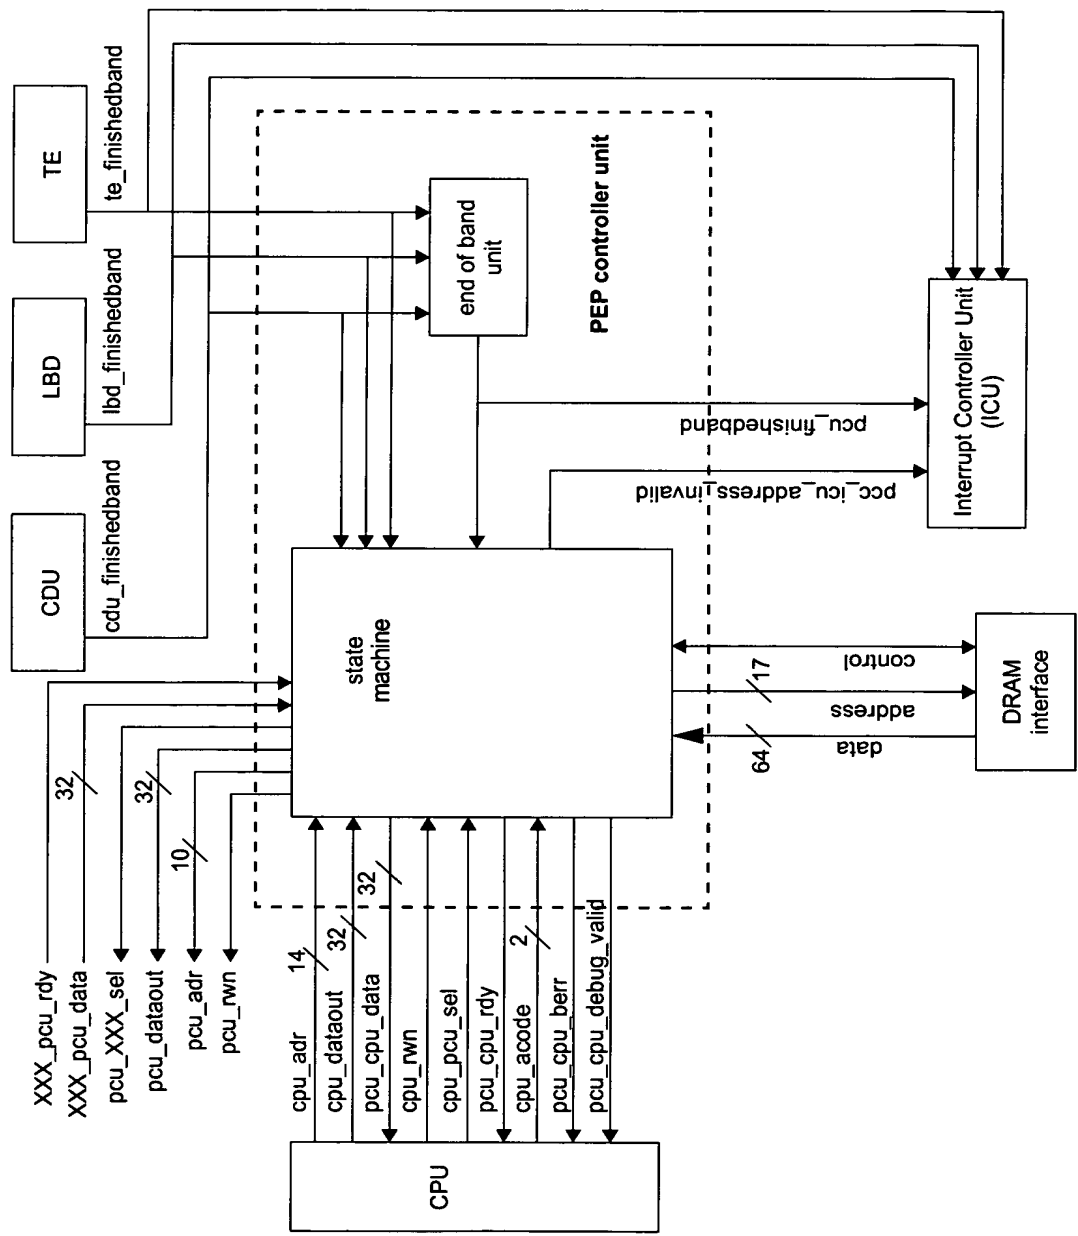 CDU
LBD
TE
cdu_finishedband
lbd_finishedband
te_finishedband
XXX_pcu_rdy
XXX_pcu_data
32
pcu_XXX_sel
pcu_dataout
32
pcu_adr
10
pcu_rwn
CPU
cpu_adr
14
cpu_dataout
32
pcu_cpu_data
32
cpu_rwn
cpu_pcu_sel
pcu_cpu_rdy
cpu_acode
2
pcu_cpu_berr
pcu_cpu_debug_valid
state
machine
end of band
unit
PEP controller unit
pcu_finishedband
pcc_icu_address_invalid
control
17
address
64
data
DRAM
interface
Interrupt Controller Unit
(ICU)